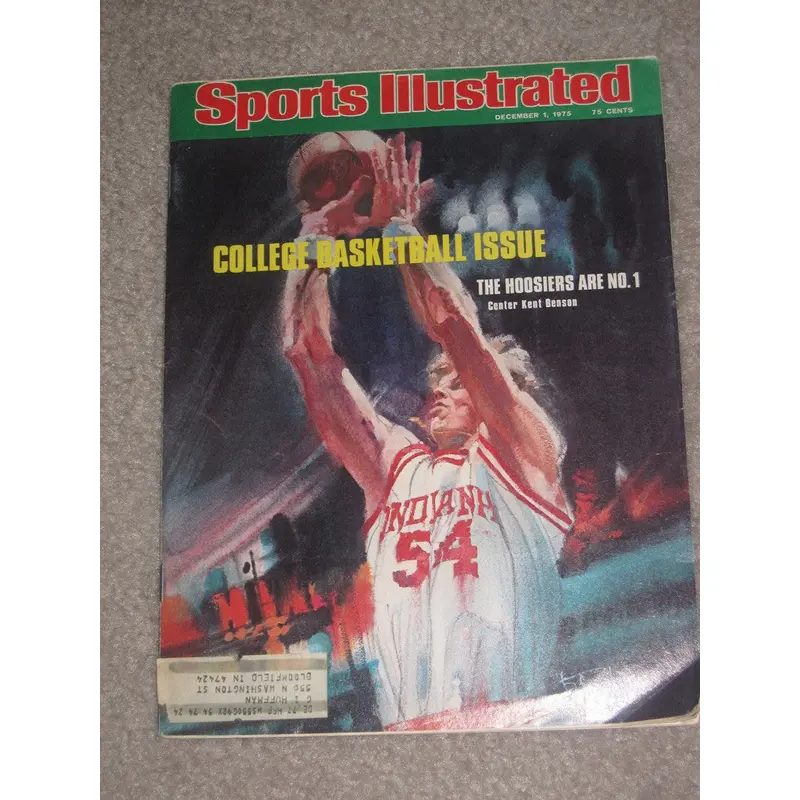 Sports Illustrated
DECEMBER 1, 1975 75 CENTS
COLLEGE BASKETBALL ISSUE
THE HOOSIERS ARE NO.1
Center Kent Benson
INDIANA
54
C I HUFFMAN
550 N WASHINGTON ST
BLOOMFIELD IN 47424